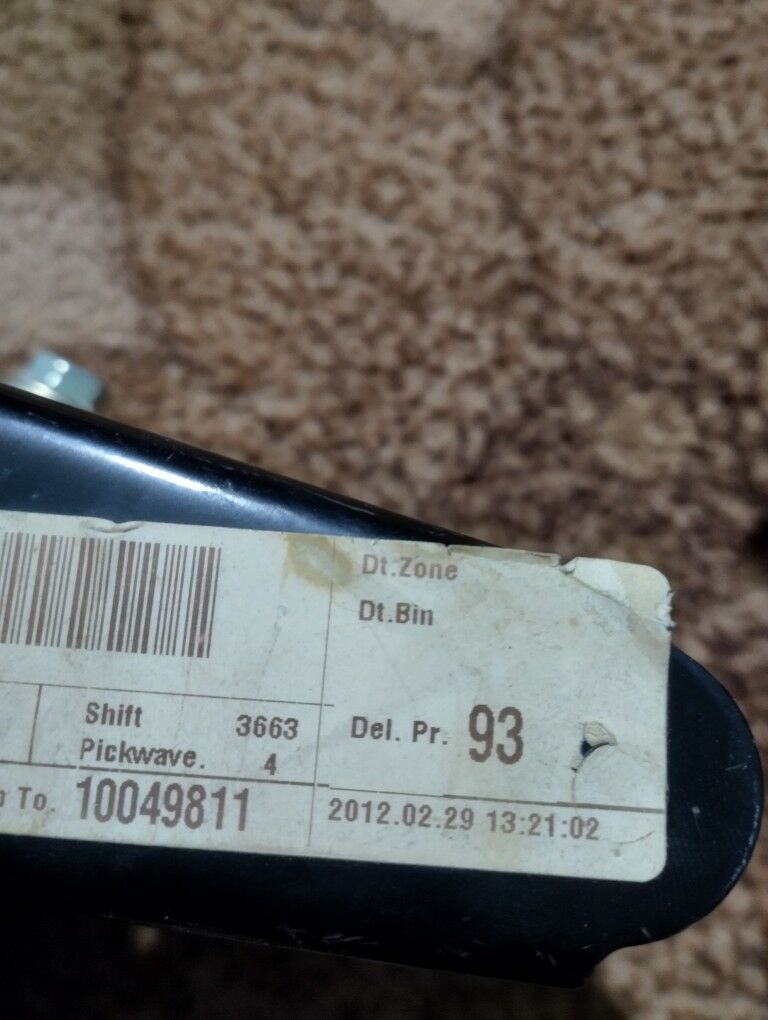 Dt.Zone
Dt.Bin
Shift 3663
Pickwave. 4
Del. Pr. 93
To. 10049811
2012.02.29 13:21:02